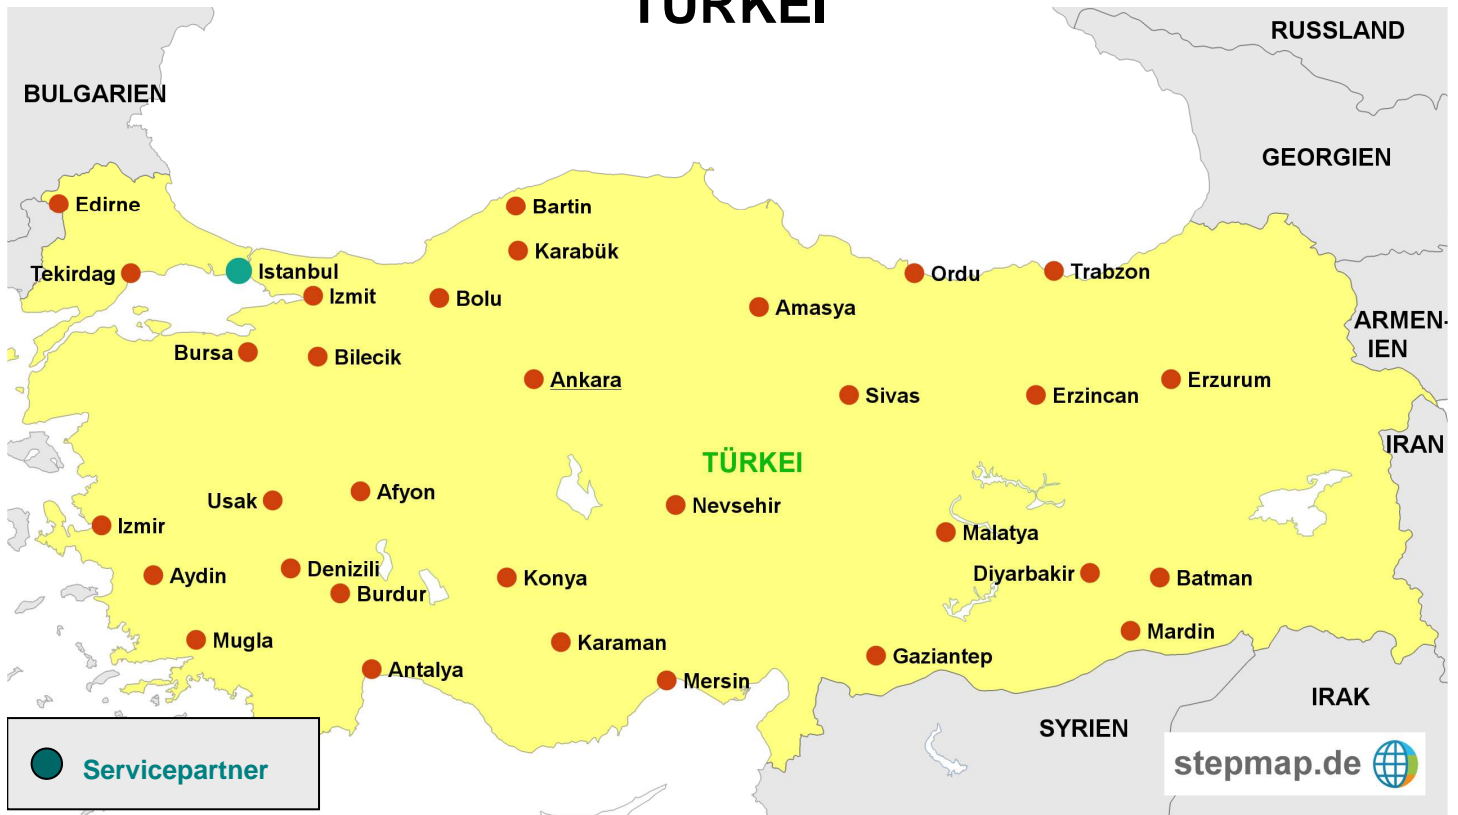 TÜRKEI
RUSSLAND
BULGARIEN
GEORGIEN
Edirne
Bartin
Karabük
Tekirdag
Istanbul
Ordu
Trabzon
Izmit
Bolu
Amasya
ARMEN-
IEN
Bursa
Bilecik
Ankara
Sivas
Erzincan
Erzurum
IRAN
TÜRKEI
Usak
Afyon
Nevsehir
Izmir
Malatya
Aydin
Denizili
Burdur
Konya
Diyarbakir
Batman
Mugla
Karaman
Mardin
Antalya
Mersin
Gaziantep
IRAK
SYRIEN
Servicepartner
stepmap.de